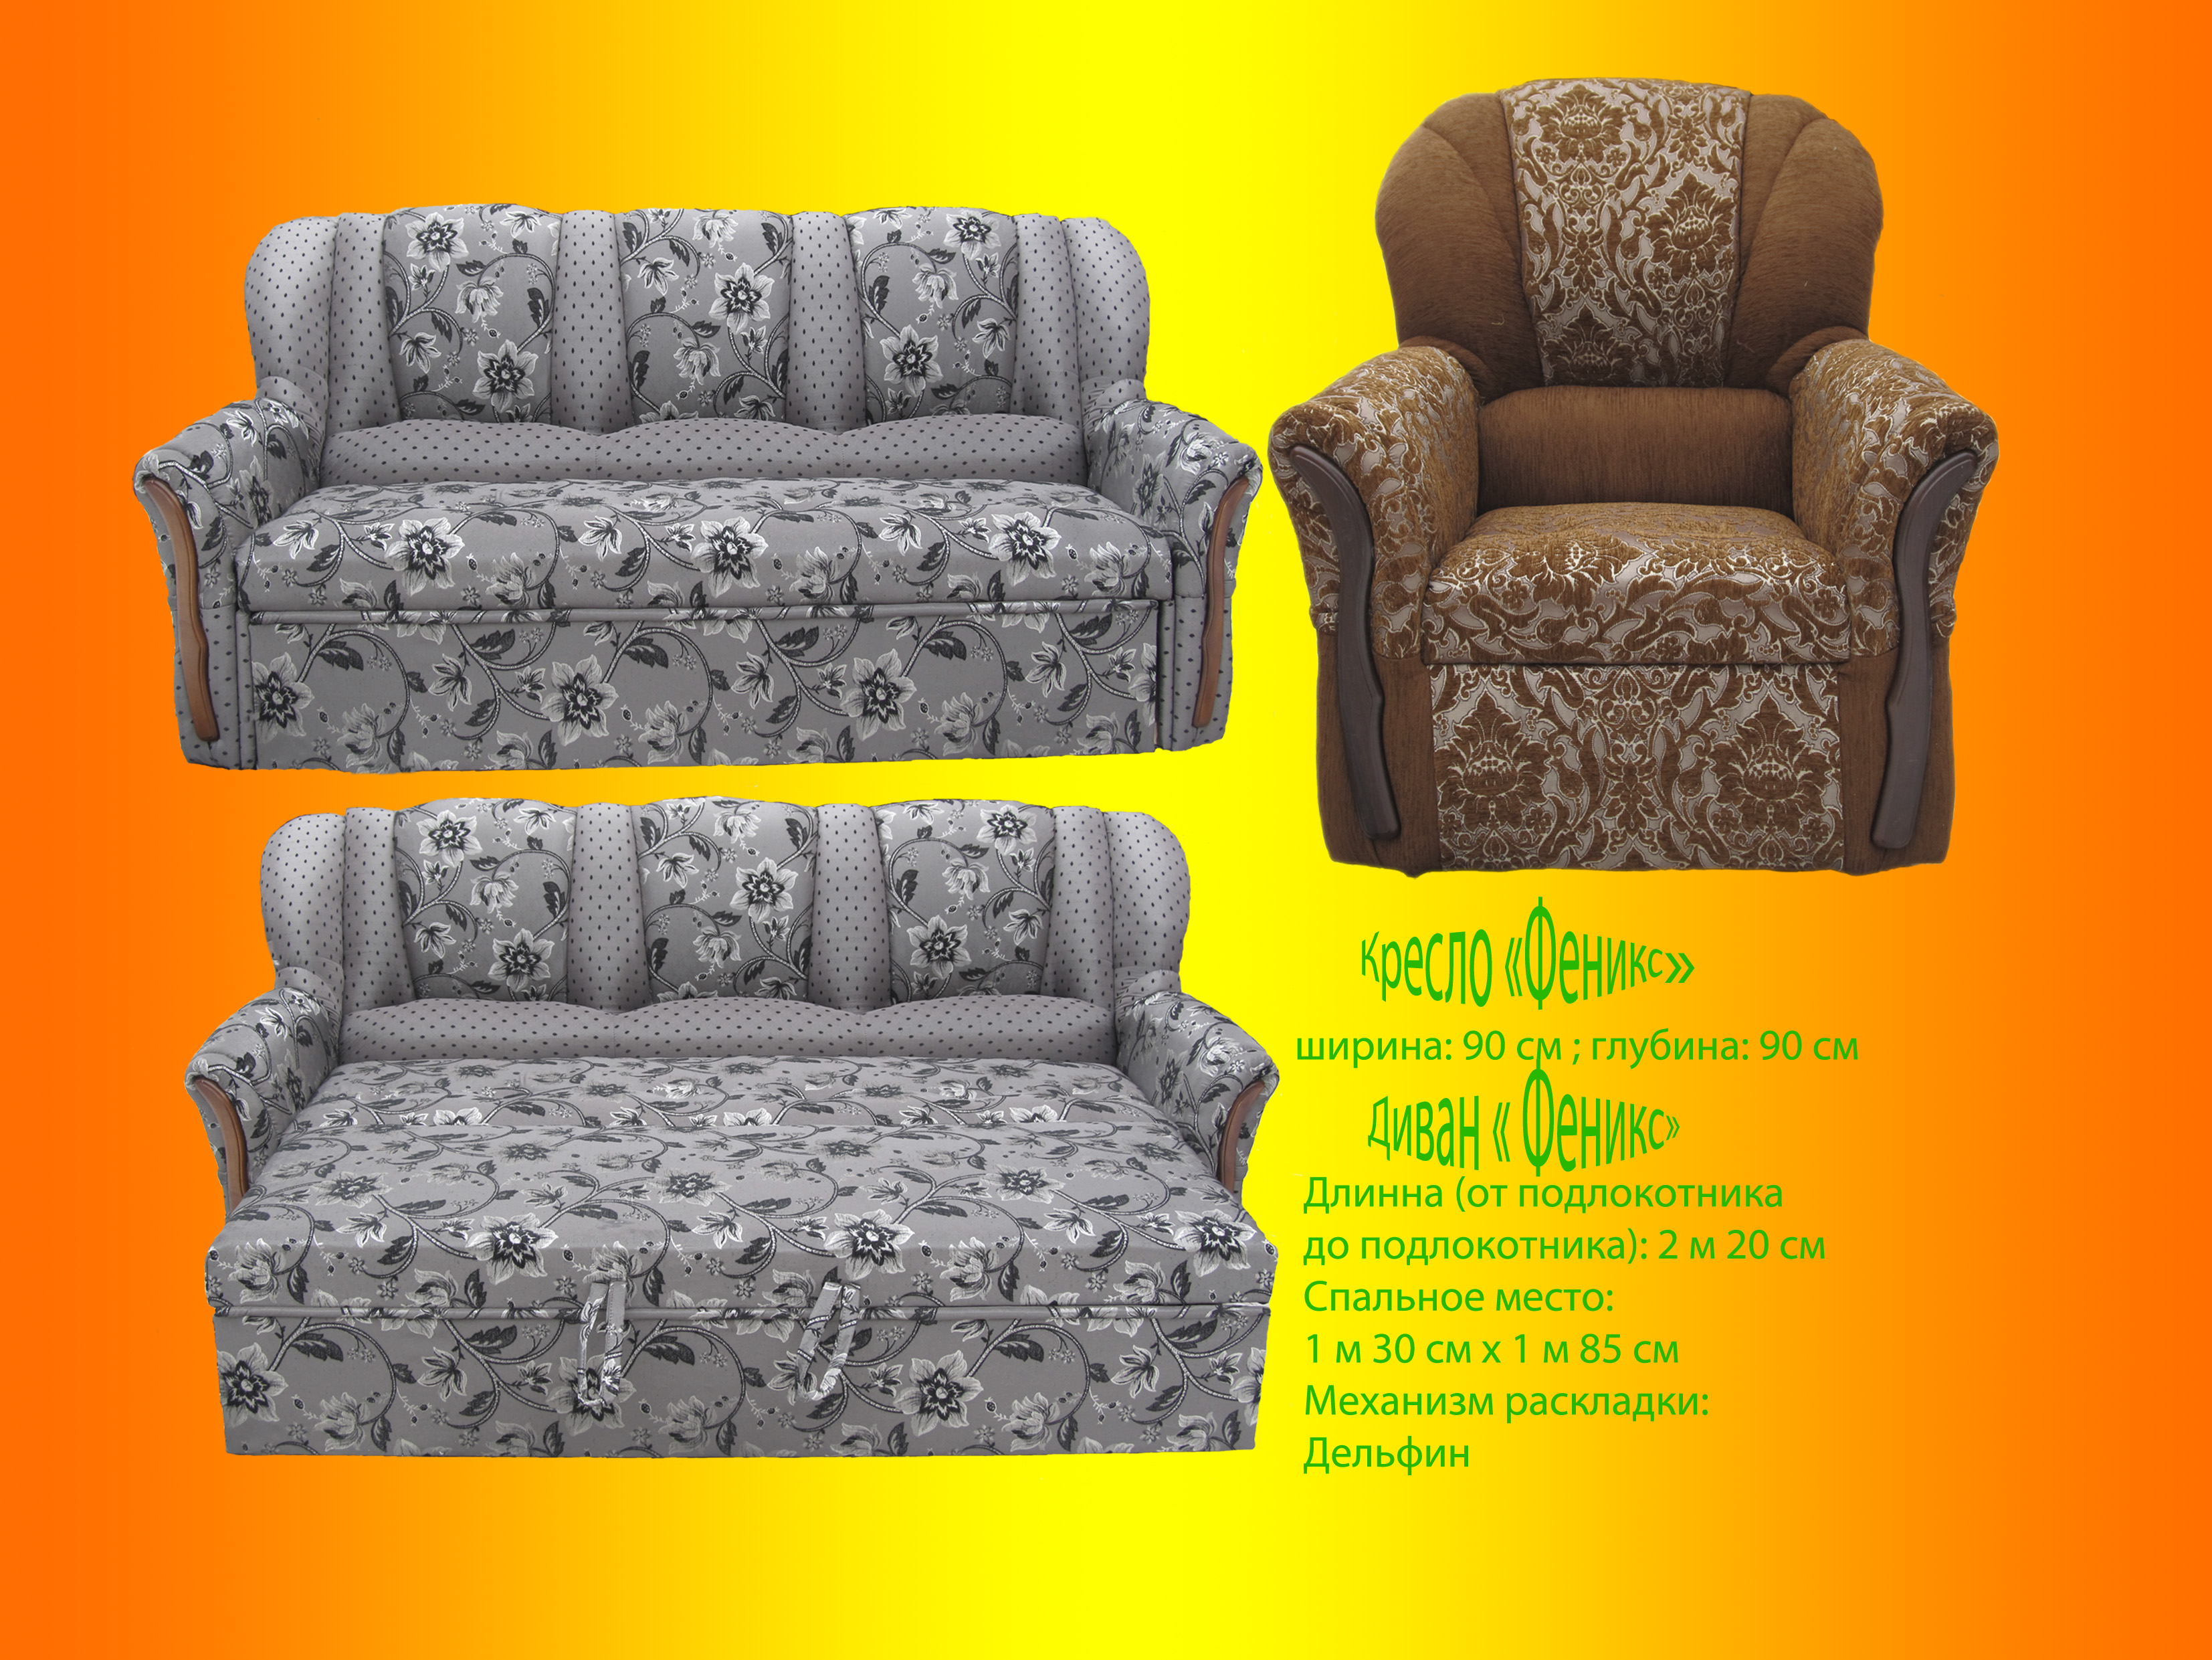 Кресло «Феникс»
ширина: 90 см ; глубина: 90 см
Диван « Феникс»
Длинна (от подлокотника
до подлокотника): 2 м 20 см
Спальное место:
1 м 30 см х 1 м 85 см
Механизм раскладки:
Дельфин